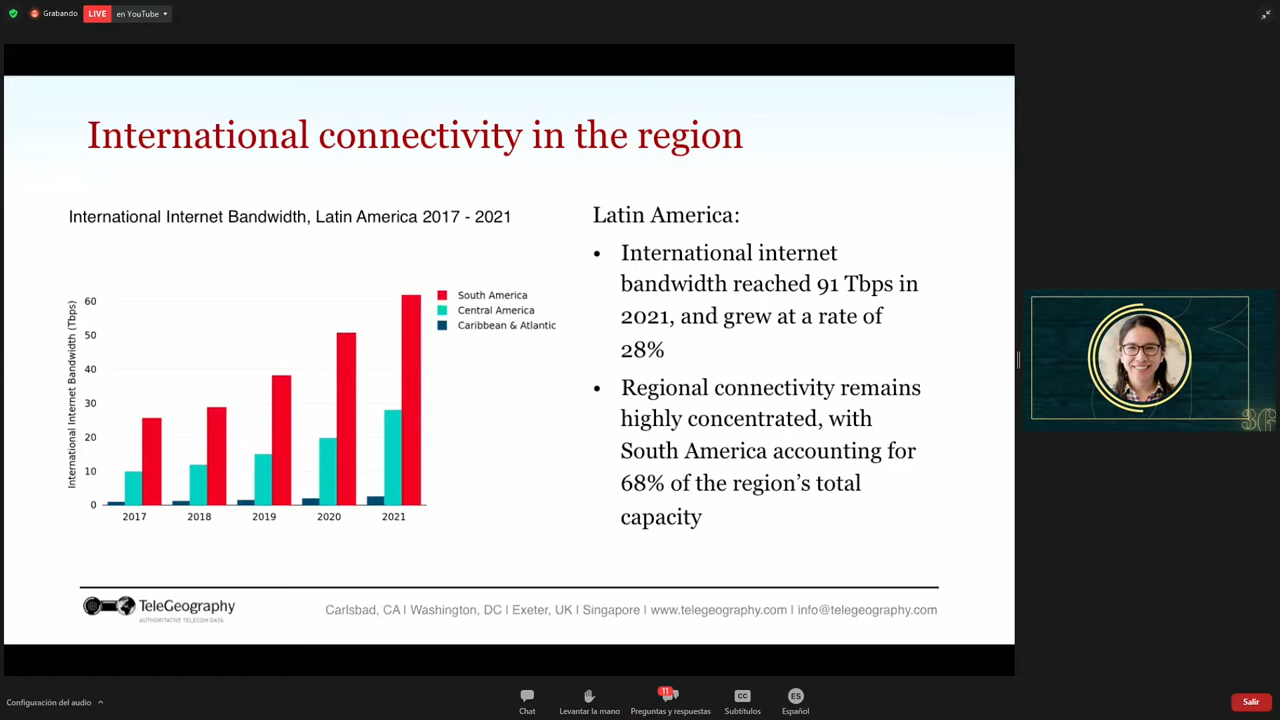 Grabando LIVE en YouTube
International connectivity in the region
International Internet Bandwidth, Latin America 2017 - 2021
International Internet Bandwidth (Tbps)
60
50
40
30
20
10
0
2017 2018 2019 2020 2021
South America
Central America
Caribbean & Atlantic
Latin America:
• International internet
bandwidth reached 91 Tbps in
2021, and grew at a rate of
28%
• Regional connectivity remains
highly concentrated, with
South America accounting for
68% of the region's total
capacity
TeleGeography
AUTHORITATIVE TELECOM DATA
Carlsbad, CA | Washington, DC | Exeter, UK | Singapore | www.telegeography.com | info@telegeography.com
Configuración del audio
Chat
Levantar la mano
11
Preguntas y respuestas
CC
Subtítulos
ES
Español
Salir